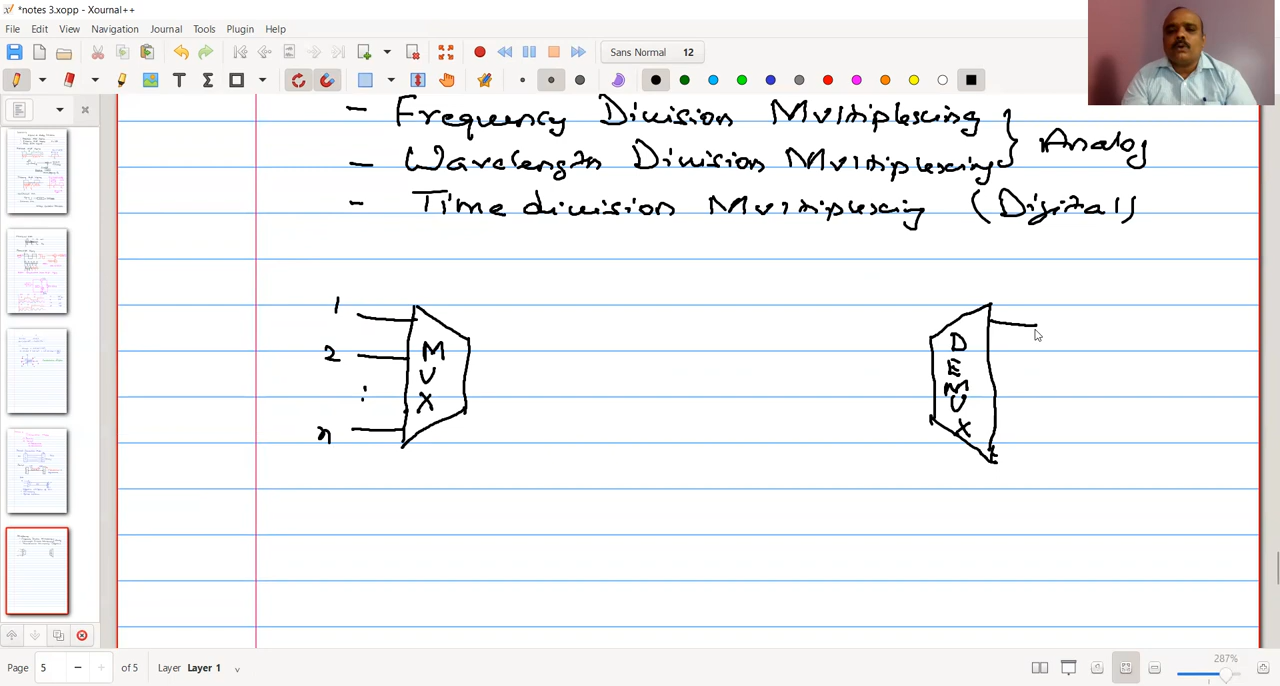 *notes 3.xopp - Xournal++
File Edit View Navigation Journal Tools Plugin Help
Sans Normal 12
- Frequency Division Multiplexing
- Wavelength Division Multiplexing } Analog
- Time division Multiplexing (Digital)
1
2
:
n
MUX
DEMUX
Page 5 of 5 Layer Layer 1
287%